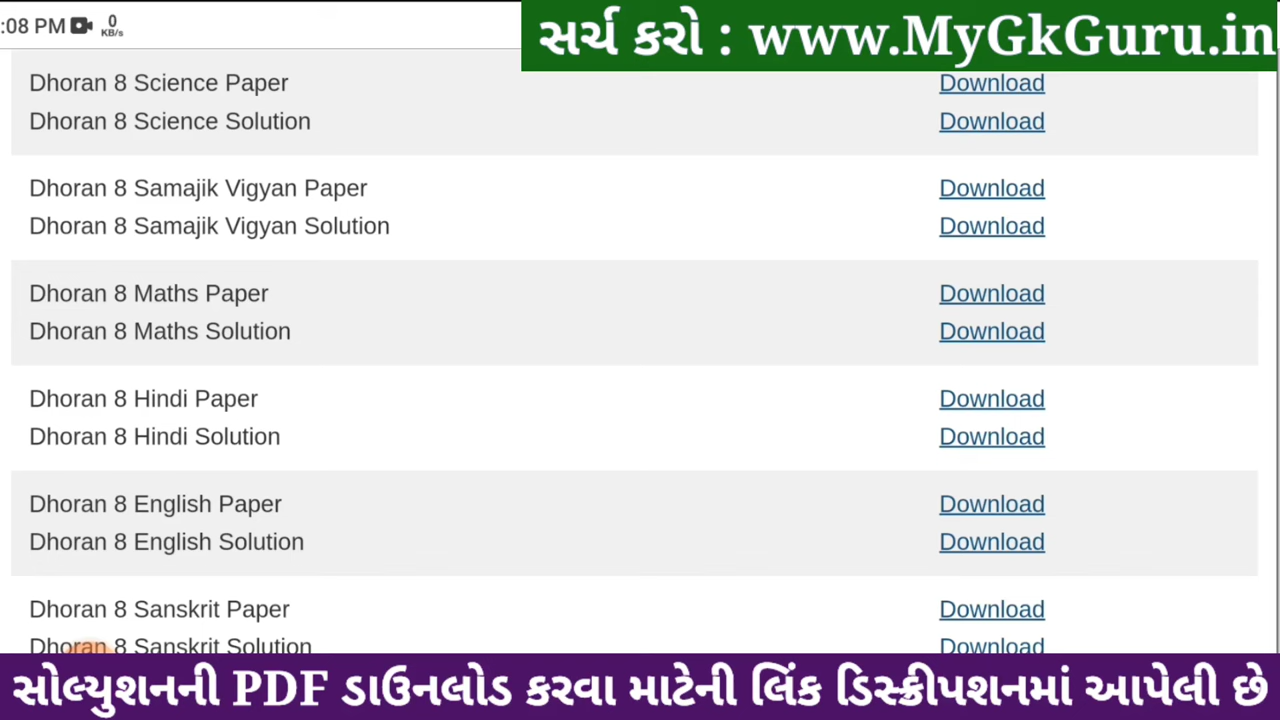 :08 PM 0 KB/s
સર્ચ કરો : www.MyGkGuru.in
Dhoran 8 Science Paper Download
Dhoran 8 Science Solution Download
Dhoran 8 Samajik Vigyan Paper Download
Dhoran 8 Samajik Vigyan Solution Download
Dhoran 8 Maths Paper Download
Dhoran 8 Maths Solution Download
Dhoran 8 Hindi Paper Download
Dhoran 8 Hindi Solution Download
Dhoran 8 English Paper Download
Dhoran 8 English Solution Download
Dhoran 8 Sanskrit Paper Download
Dhoran 8 Sanskrit Solution Download
સોલ્યુશનની PDF ડાઉનલોડ કરવા માટેની લિંક ડિસ્ક્રીપશનમાં આપેલી છે